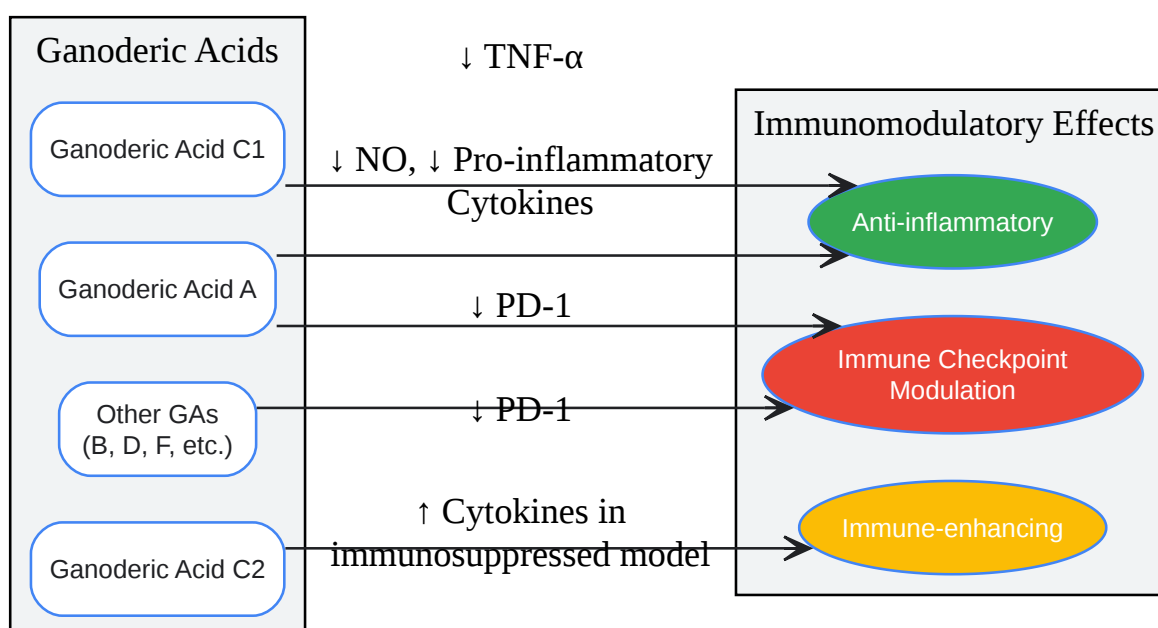 Ganoderic Acids
Ganoderic Acid C1
Ganoderic Acid A
Other GAs
(B, D, F, etc.)
Ganoderic Acid C2
↓ TNF-α
↓ NO, ↓ Pro-inflammatory
Cytokines
↓ PD-1
↓ PD-1
↑ Cytokines in
immunosuppressed model
Immunomodulatory Effects
Anti-inflammatory
Immune Checkpoint
Modulation
Immune-enhancing